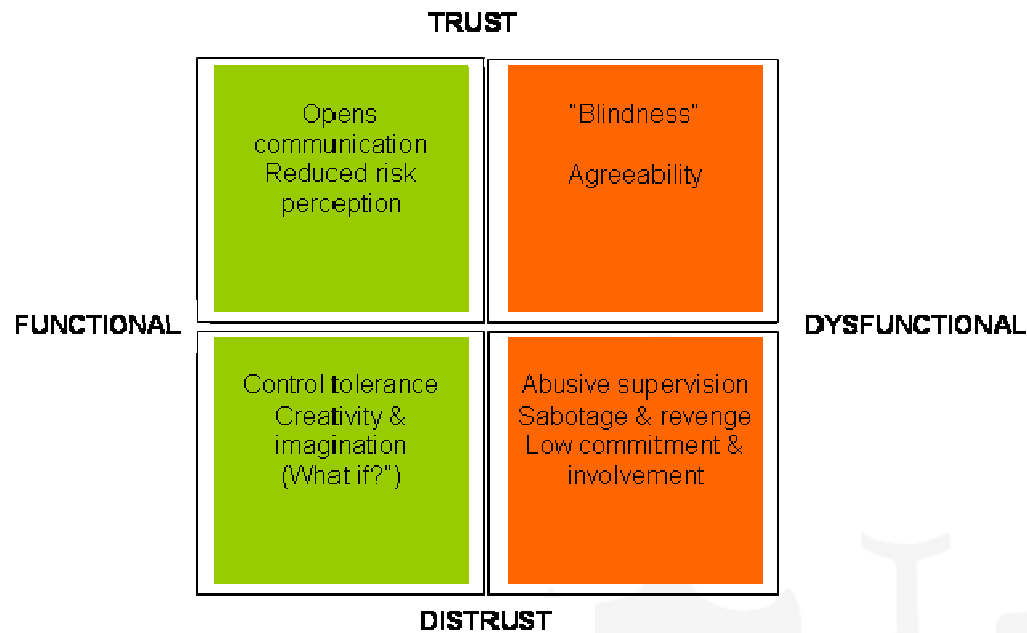 TRUST
Opens
communication
Reduced risk
perception
"Blindness"
Agreeability
FUNCTIONAL
DYSFUNCTIONAL
Control tolerance
Creativity &
imagination
(What if?")
Abusive supervision
Sabotage & revenge
Low commitment &
involvement
DISTRUST